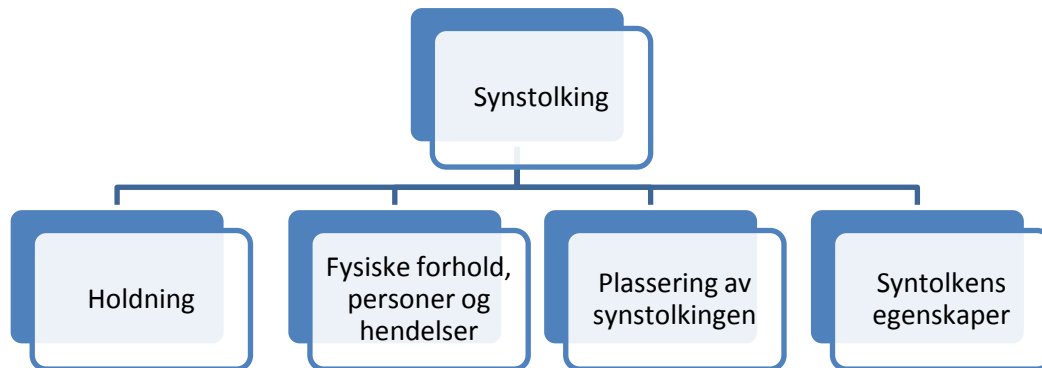 Synstolking
Holdning
Fysiske forhold,
personer og
hendelser
Plassering av
synstolkingen
Syntolkens
egenskaper